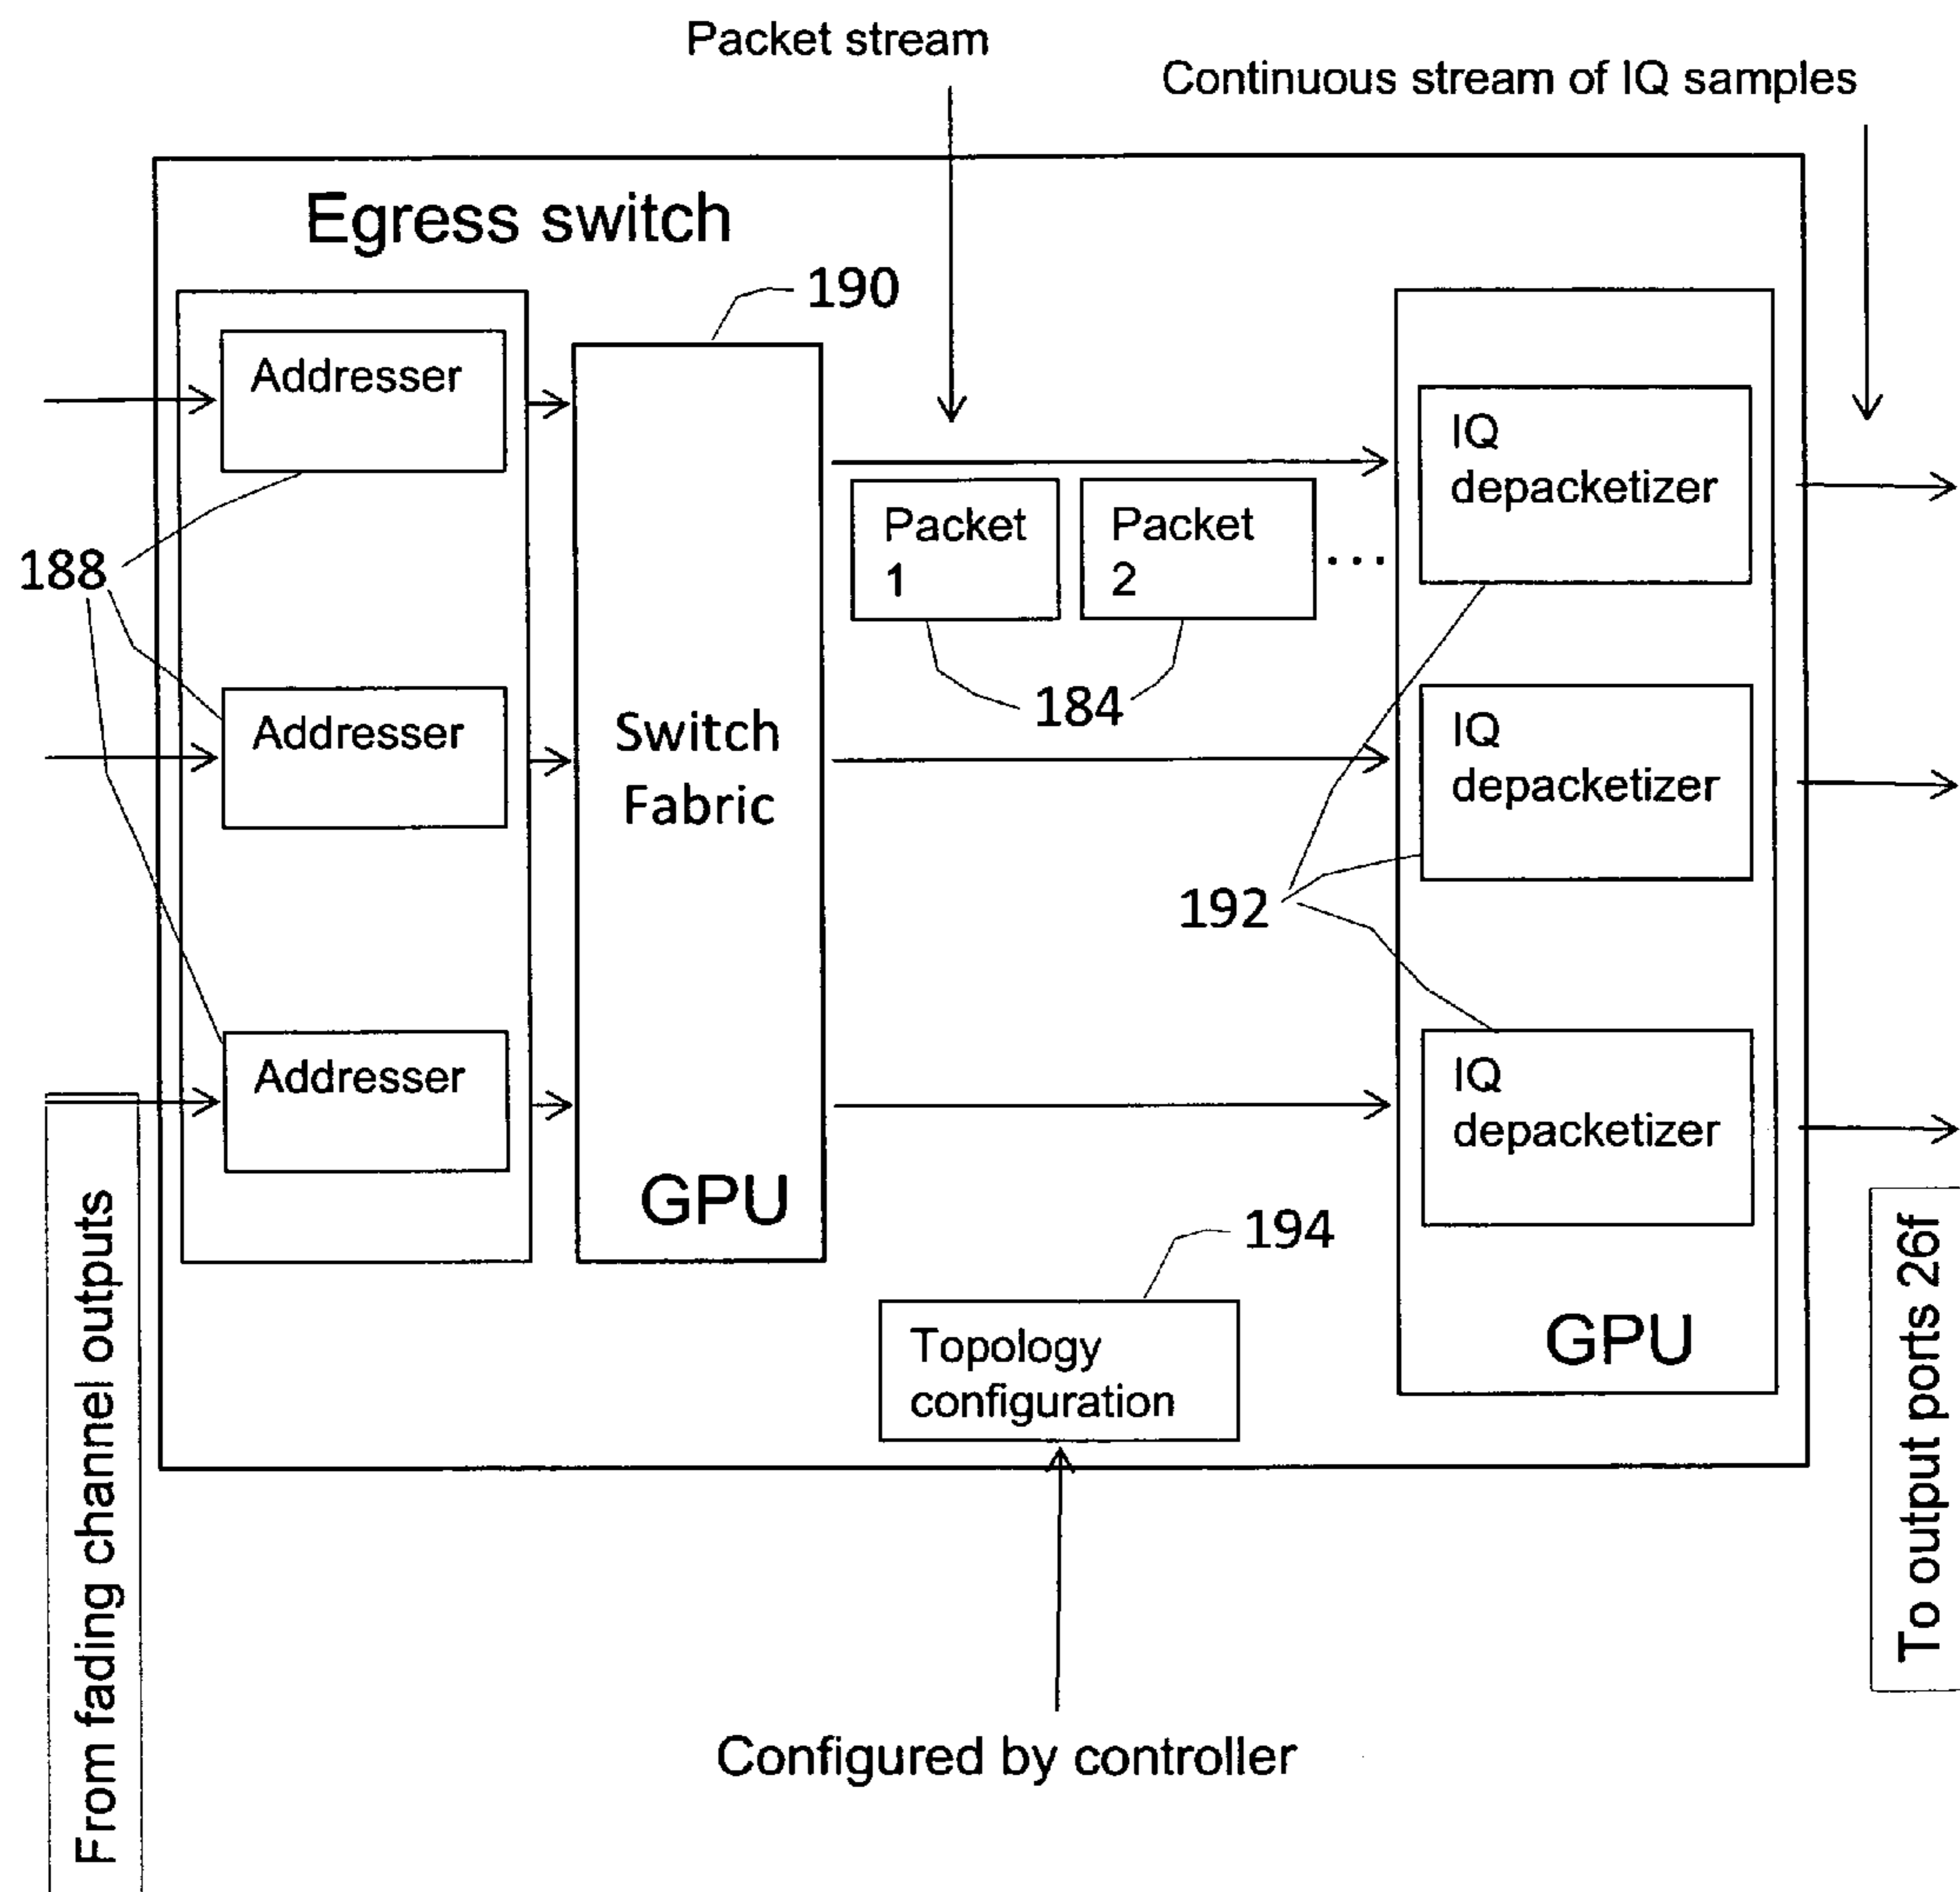 Packet stream
Continuous stream of IQ samples
Egress switch
190
Addresser
188
Addresser
Addresser
Switch
Fabric
GPU
Packet
1
Packet
2
...
184
IQ
depacketizer
IQ
depacketizer
192
IQ
depacketizer
GPU
194
Topology
configuration
Configured by controller
From fading channel outputs
To output ports 26f